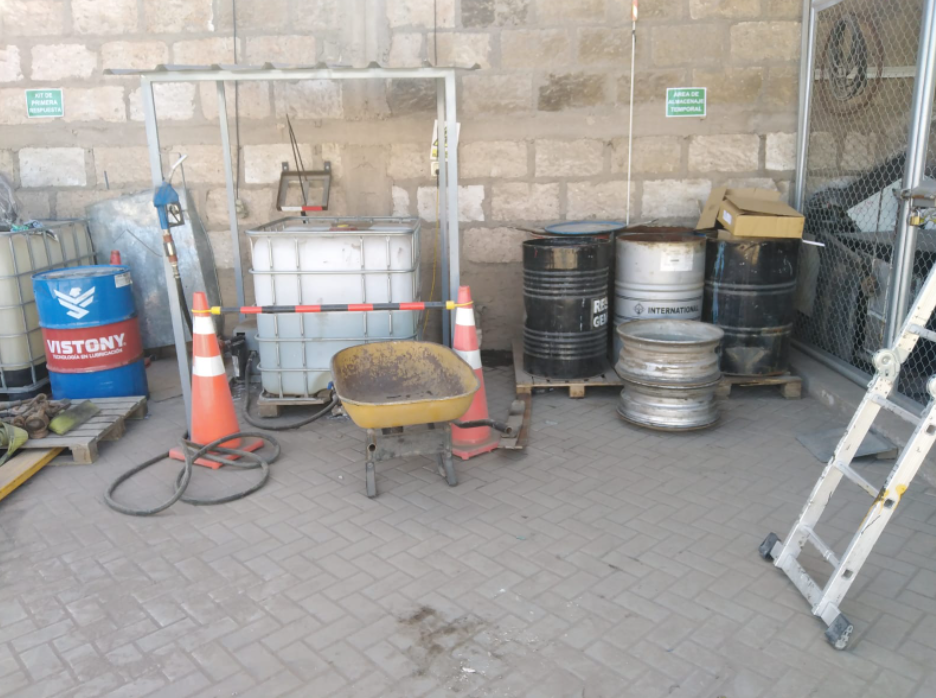 KIT DE
PRIMERA
RESPUESTA
ÁREA DE
ALMACENAJE
TEMPORAL
VISTONY
TECNOLOGÍA EN LUBRICACIÓN
INTERNATIONAL